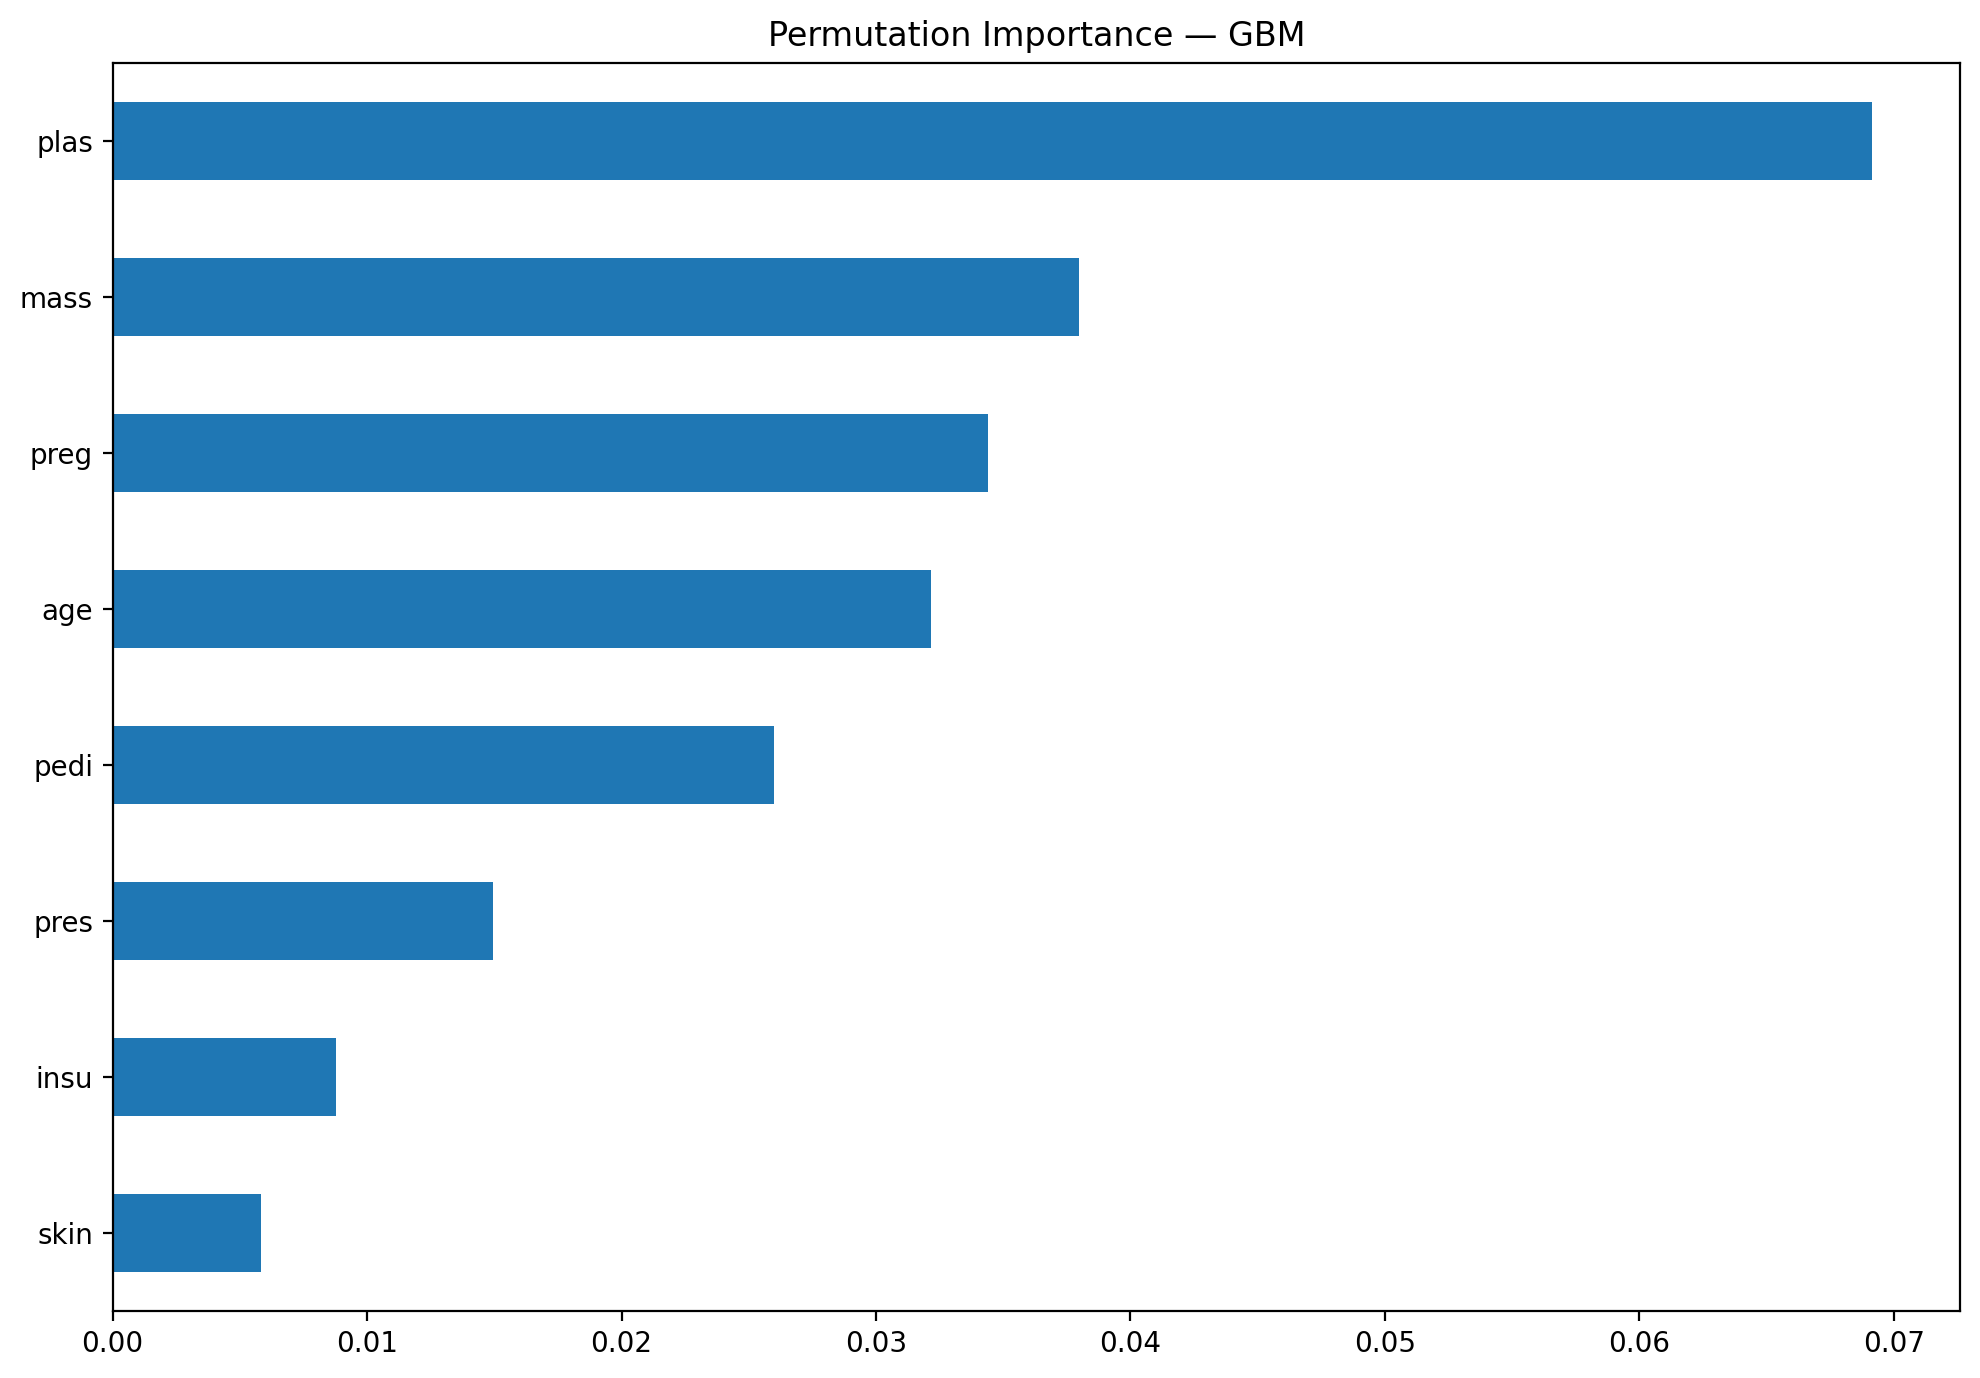 Permutation Importance — GBM
plas
mass
preg
age
pedi
pres
insu
skin
0.00 0.01 0.02 0.03 0.04 0.05 0.06 0.07